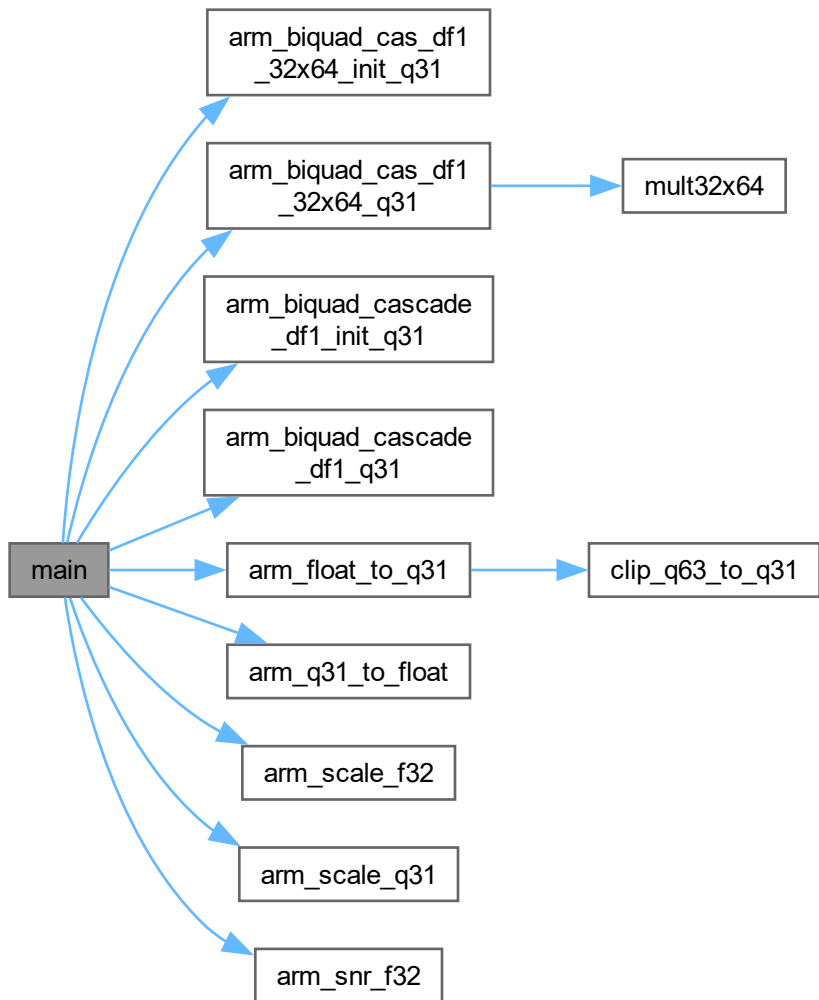 arm_biquad_cas_df1
_32x64_init_q31
arm_biquad_cas_df1
_32x64_q31
mult32x64
arm_biquad_cascade
_df1_init_q31
arm_biquad_cascade
_df1_q31
main
arm_float_to_q31
clip_q63_to_q31
arm_q31_to_float
arm_scale_f32
arm_scale_q31
arm_snr_f32